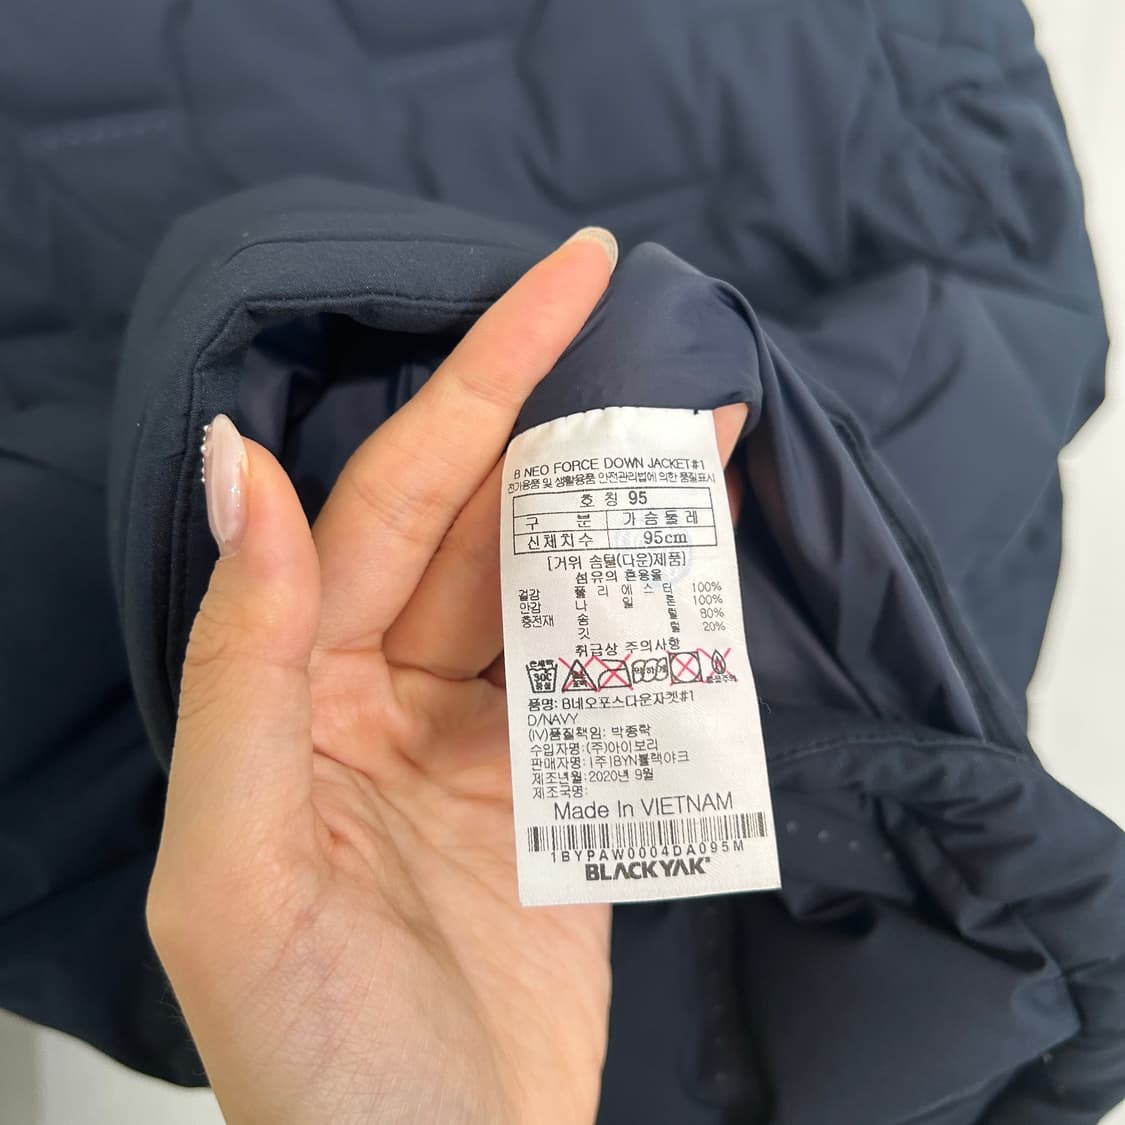 B NEO FORCE DOWN JACKET#1
전기용품 및 생활용품 안전관리법에 의한 품질표시
호 칭 95
구 분 가 슴 둘 레
신체치수 95cm
[거위 솜털(다운)제품]
섬유의 혼용율
겉감 폴 리 에 스 터 100%
안감 나 일 론 100%
충전재 솜 털 80%
깃 털 20%
취급상 주의사항
손세탁
30℃
중성
품명: B네오포스다운자켓#1
D/NAVY
(IV)품질책임: 박종락
수입자명: (주)아이보리
판매자명: (주)BYN블랙야크
제조년월: 2020년 9월
제조국명:
Made In VIETNAM
1BYPAW0004DA095M
BLACKYAK